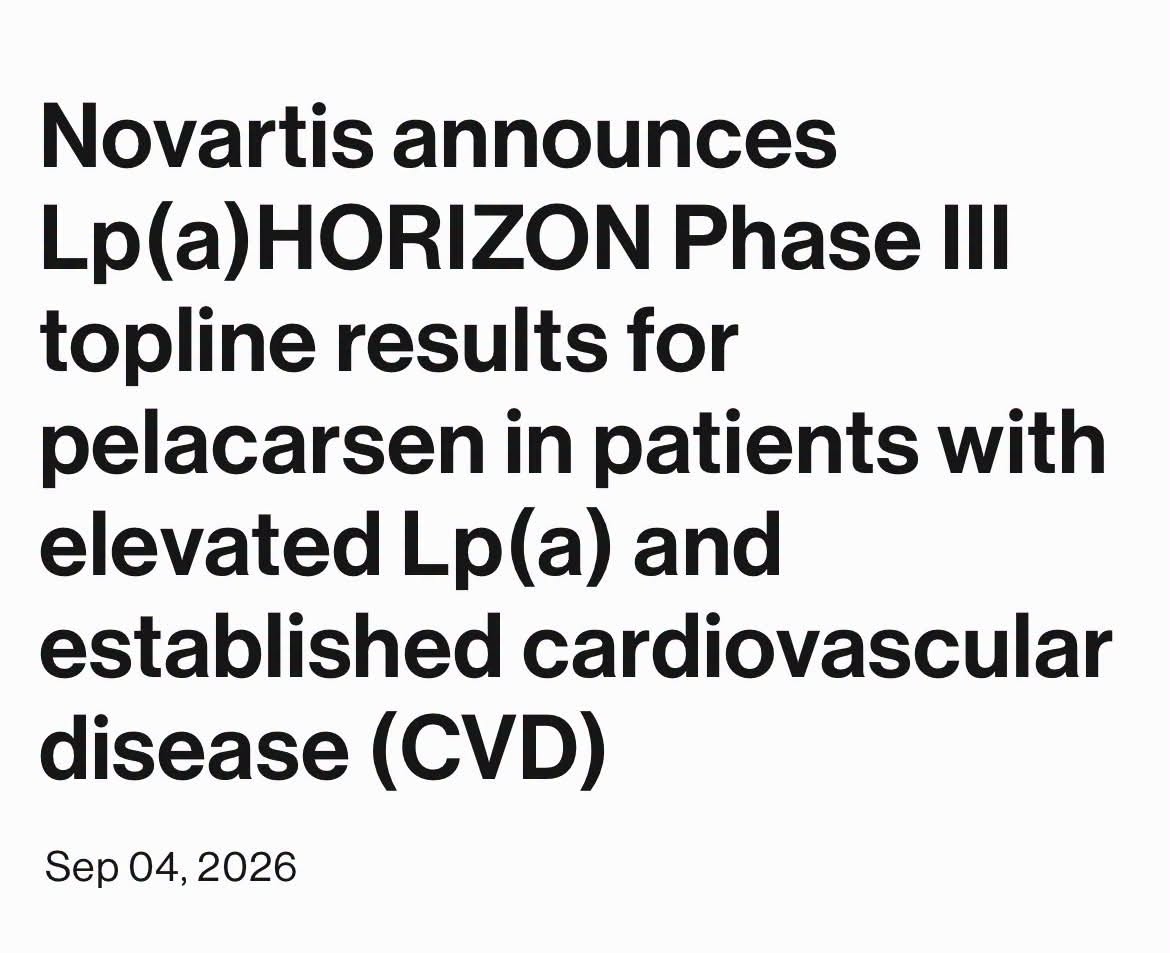 Novartis announces
Lp(a)HORIZON Phase III
topline results for
pelacarsen in patients with
elevated Lp(a) and
established cardiovascular
disease (CVD)
Sep 04, 2026